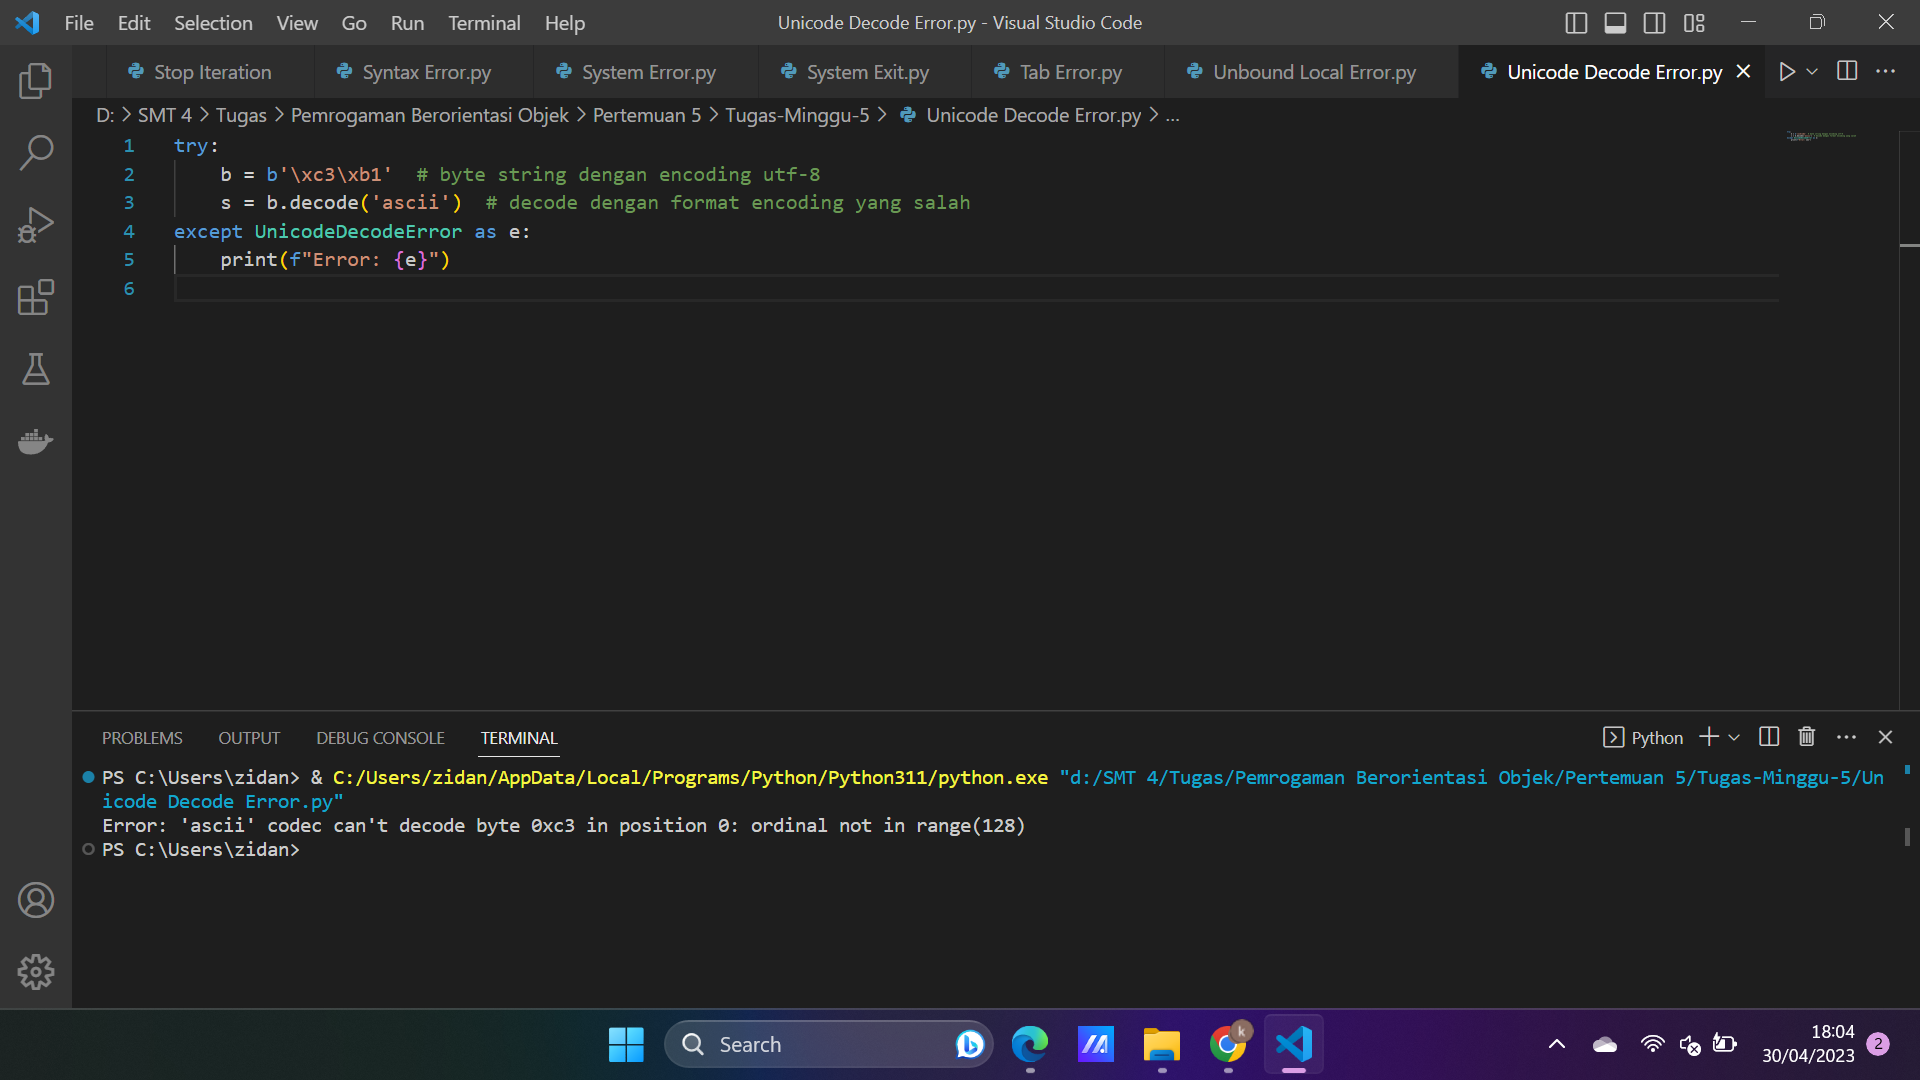 File Edit Selection View Go Run Terminal Help
Unicode Decode Error.py - Visual Studio Code
Stop Iteration Syntax Error.py System Error.py System Exit.py Tab Error.py Unbound Local Error.py Unicode Decode Error.py
D: > SMT 4 > Tugas > Pemrogaman Berorientasi Objek > Pertemuan 5 > Tugas-Minggu-5 > Unicode Decode Error.py > ...
1 try:
2     b = b'\xc3\xb1'  # byte string dengan encoding utf-8
3     s = b.decode('ascii')  # decode dengan format encoding yang salah
4 except UnicodeDecodeError as e:
5     print(f"Error: {e}")
6
PROBLEMS OUTPUT DEBUG CONSOLE TERMINAL
Python
PS C:\Users\zidan> & C:/Users/zidan/AppData/Local/Programs/Python/Python311/python.exe "d:/SMT 4/Tugas/Pemrogaman Berorientasi Objek/Pertemuan 5/Tugas-Minggu-5/Un
icode Decode Error.py"
Error: 'ascii' codec can't decode byte 0xc3 in position 0: ordinal not in range(128)
PS C:\Users\zidan>
Search
k
18:04
30/04/2023
2